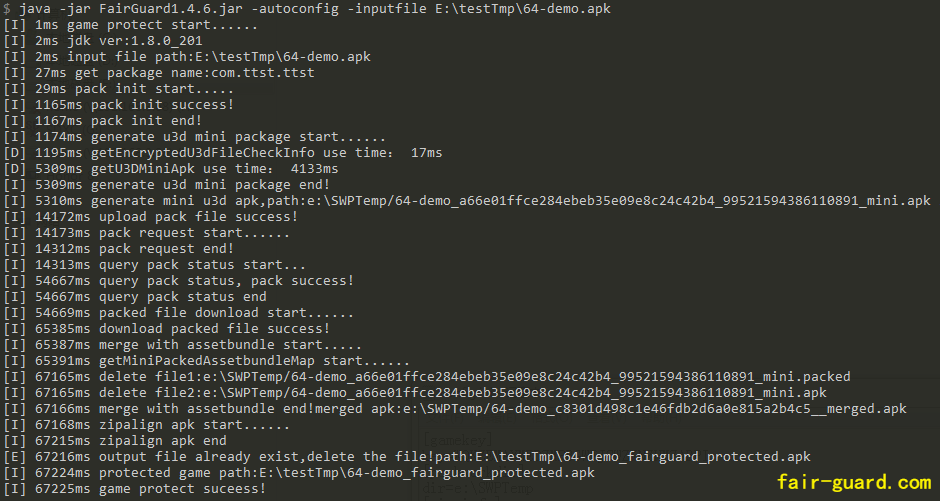 $ java -jar FairGuard1.4.6.jar -autoconfig -inputfile E:\testTmp\64-demo.apk
[I] 1ms game protect start......
[I] 2ms jdk ver:1.8.0_201
[I] 2ms input file path:E:\testTmp\64-demo.apk
[I] 27ms get package name:com.ttst.ttst
[I] 29ms pack init start.....
[I] 1165ms pack init success!
[I] 1167ms pack init end!
[I] 1174ms generate u3d mini package start......
[D] 1195ms getEncryptedU3dFileCheckInfo use time： 17ms
[D] 5309ms getU3DMiniApk use time： 4133ms
[I] 5309ms generate u3d mini package end!
[I] 5310ms generate mini u3d apk,path:e:\SWPTemp/64-demo_a66e01ffce284ebeb35e09e8c24c42b4_99521594386110891_mini.apk
[I] 14172ms upload pack file success!
[I] 14173ms pack request start......
[I] 14312ms pack request end!
[I] 14313ms query pack status start...
[I] 54667ms query pack status, pack success!
[I] 54667ms query pack status end
[I] 54669ms packed file download start......
[I] 65385ms download packed file success!
[I] 65387ms merge with assetbundle start.....
[I] 65391ms getMiniPackedAssetbundleMap start......
[I] 67165ms delete file1:e:\SWPTemp/64-demo_a66e01ffce284ebeb35e09e8c24c42b4_99521594386110891_mini.packed
[I] 67165ms delete file2:e:\SWPTemp/64-demo_a66e01ffce284ebeb35e09e8c24c42b4_99521594386110891_mini.apk
[I] 67166ms merge with assetbundle end!merged apk:e:\SWPTemp/64-demo_c8301d498c1e46fdb2d6a0e815a2b4c5__merged.apk
[I] 67168ms zipalign apk start......
[I] 67215ms zipalign apk end
[E] 67216ms output file already exist,delete the file!path:E:\testTmp\64-demo_fairguard_protected.apk
[I] 67224ms protected game path:E:\testTmp\64-demo_fairguard_protected.apk
[I] 67225ms game protect suceess!
fair-guard.com